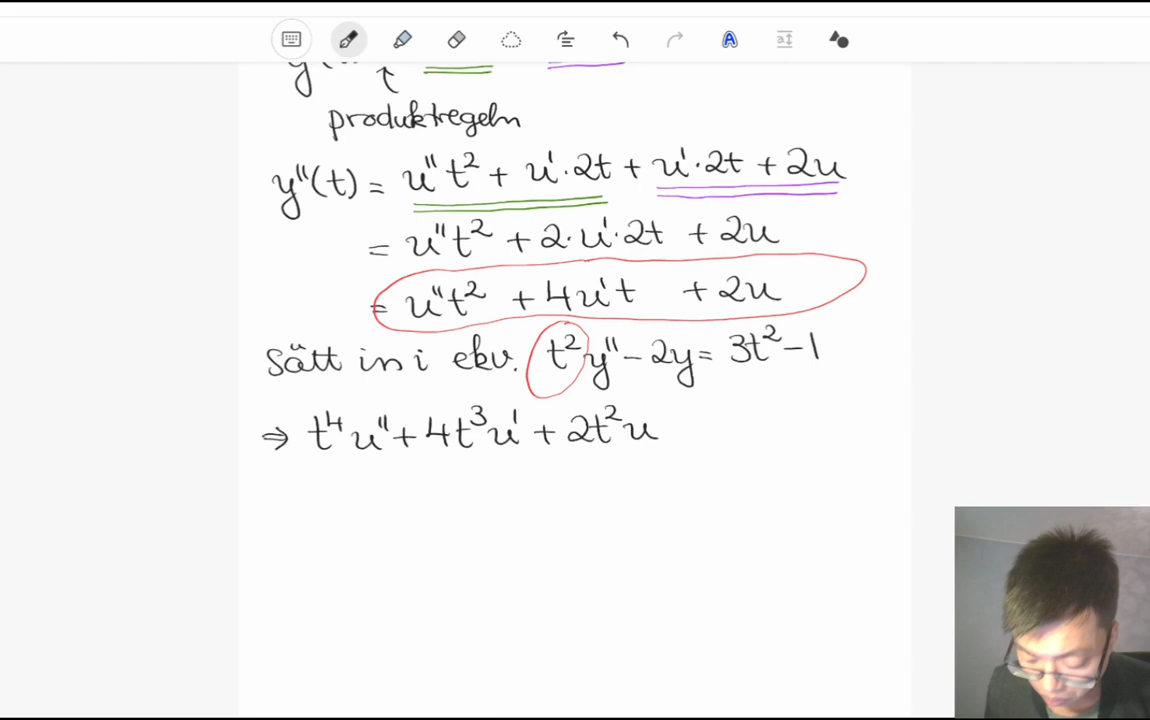 produktregeln
y''(t) = u''t² + u'·2t + u'·2t + 2u
= u''t² + 2·u'·2t + 2u
= u''t² + 4u't + 2u
Sätt in i ekv. t²y'' - 2y = 3t² - 1
⇒ t⁴u'' + 4t³u' + 2t²u